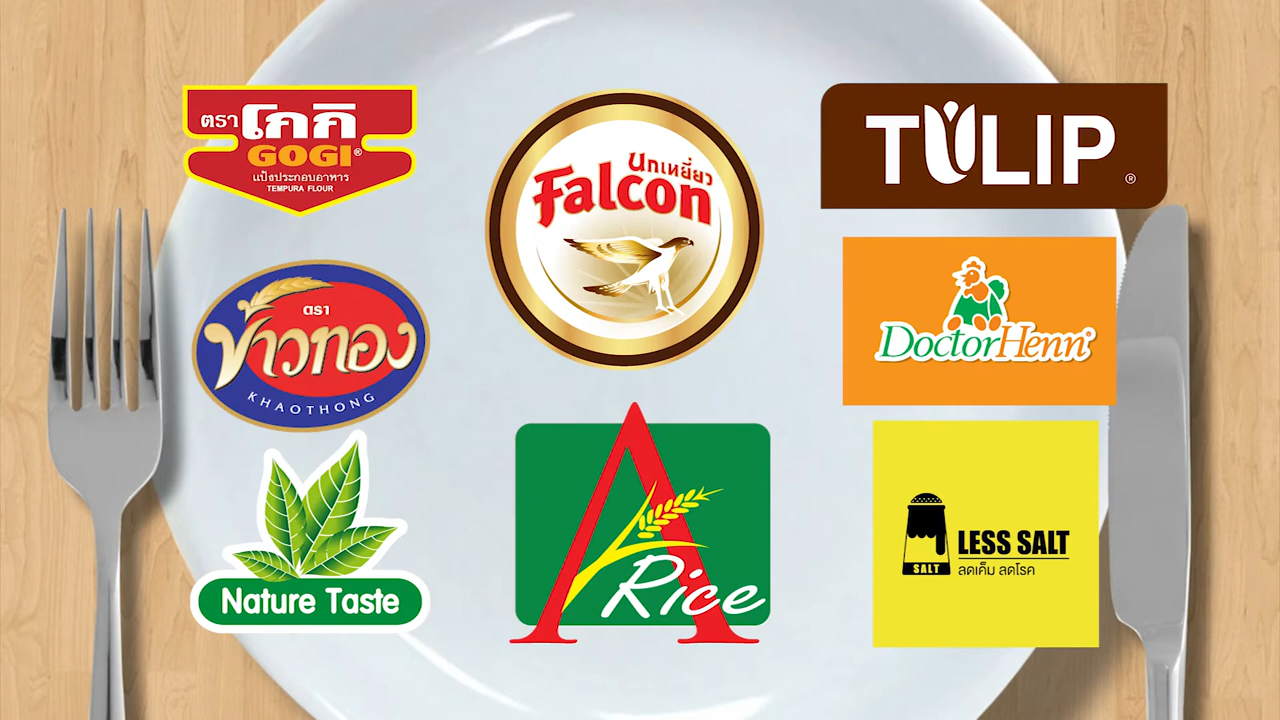 ตรา โกกิ
GOGI®
แป้งประกอบอาหาร
TEMPURA FLOUR
นกเหยี่ยว
Falcon
TULIP ®
ตรา
ข้าวทอง
KHAOTHONG
DoctorHenn®
Nature Taste
A
Rice
SALT
LESS SALT
ลดเค็ม ลดโรค